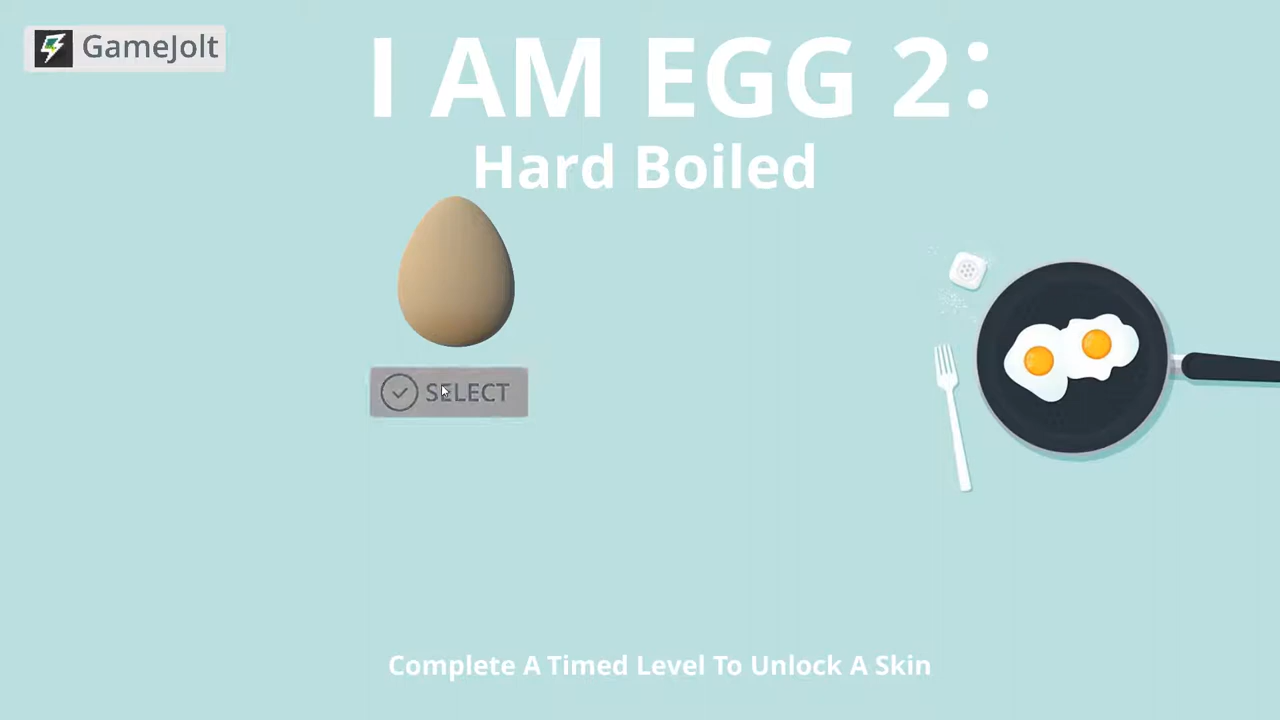 GameJolt
I AM EGG 2:
Hard Boiled
SELECT
Complete A Timed Level To Unlock A Skin